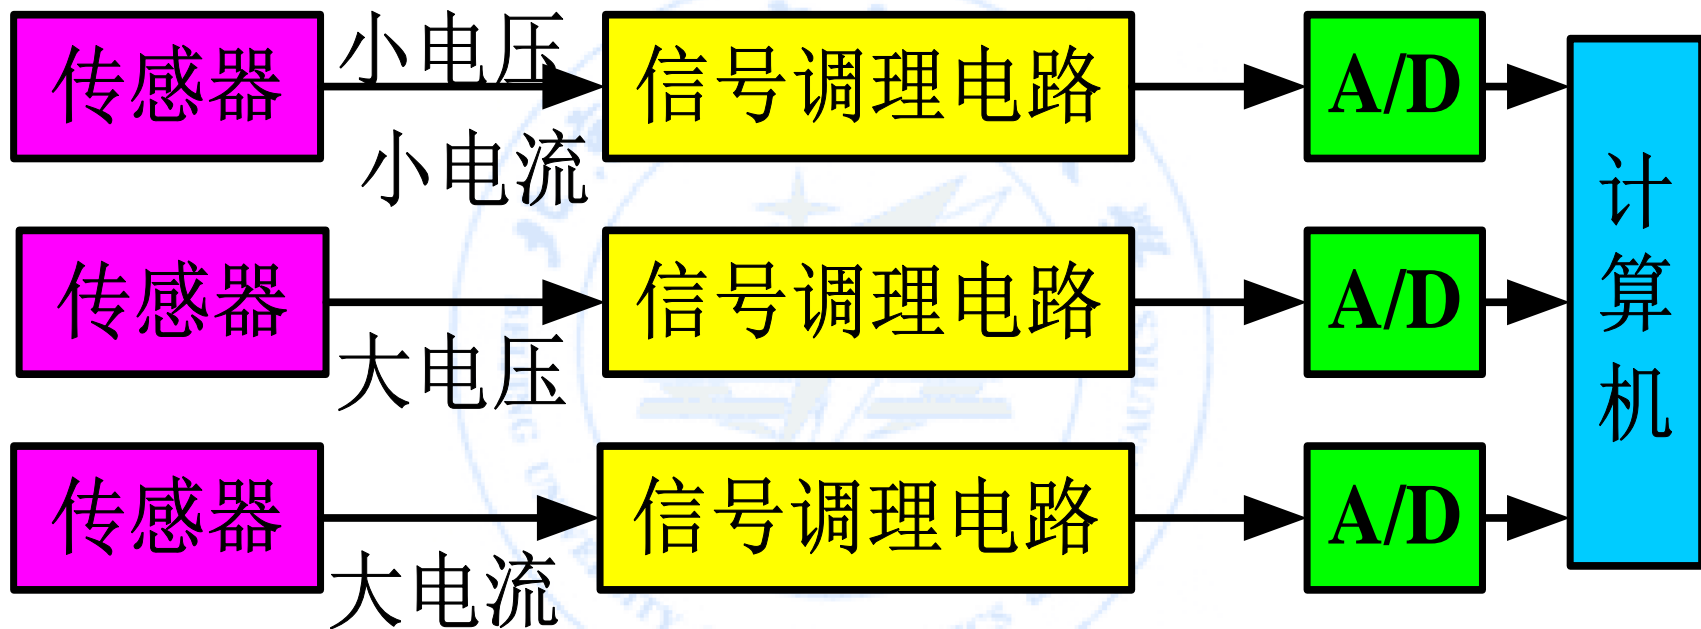 传感器
小电压
小电流
信号调理电路
A/D
传感器
大电压
信号调理电路
A/D
传感器
大电流
信号调理电路
A/D
计算机